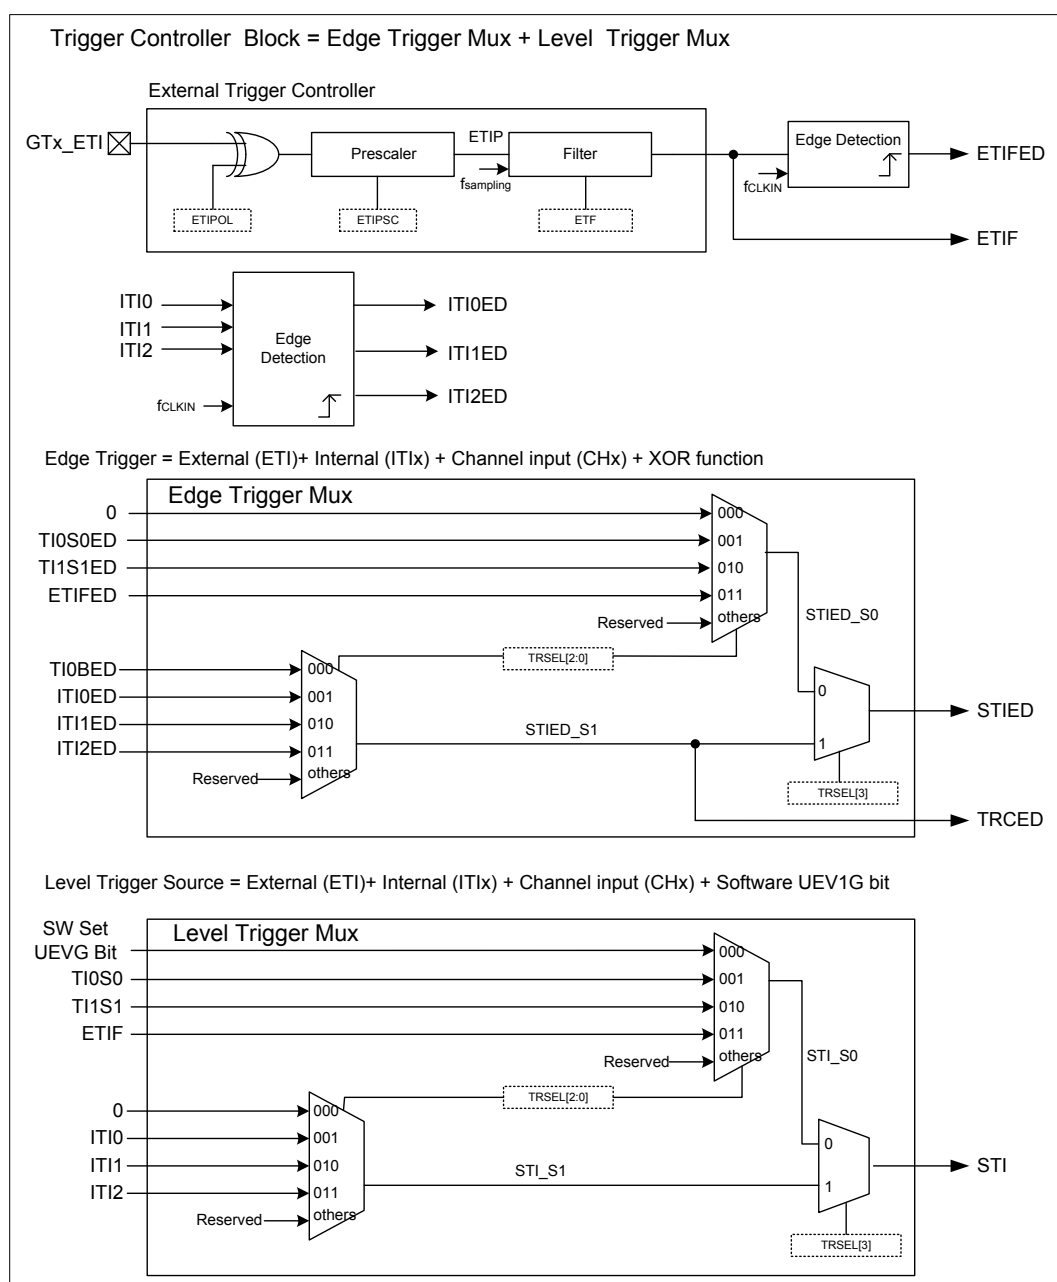 Trigger Controller Block = Edge Trigger Mux + Level Trigger Mux
External Trigger Controller
GTx_ETI
Prescaler
ETIP
fsampling
Filter
Edge Detection
fCLKIN
ETIFED
ETIPOL
ETIPSC
ETF
ETIF
ITI0
ITI1
ITI2
fCLKIN
Edge
Detection
ITI0ED
ITI1ED
ITI2ED
Edge Trigger = External (ETI)+ Internal (ITIx) + Channel input (CHx) + XOR function
Edge Trigger Mux
0
TI0S0ED
TI1S1ED
ETIFED
Reserved
000
001
010
011
others
STIED_S0
TRSEL[2:0]
TI0BED
ITI0ED
ITI1ED
ITI2ED
Reserved
000
001
010
011
others
STIED_S1
0
1
TRSEL[3]
STIED
TRCED
Level Trigger Source = External (ETI)+ Internal (ITIx) + Channel input (CHx) + Software UEV1G bit
Level Trigger Mux
SW Set
UEVG Bit
TI0S0
TI1S1
ETIF
Reserved
000
001
010
011
others
STI_S0
TRSEL[2:0]
0
ITI0
ITI1
ITI2
Reserved
000
001
010
011
others
STI_S1
0
1
TRSEL[3]
STI